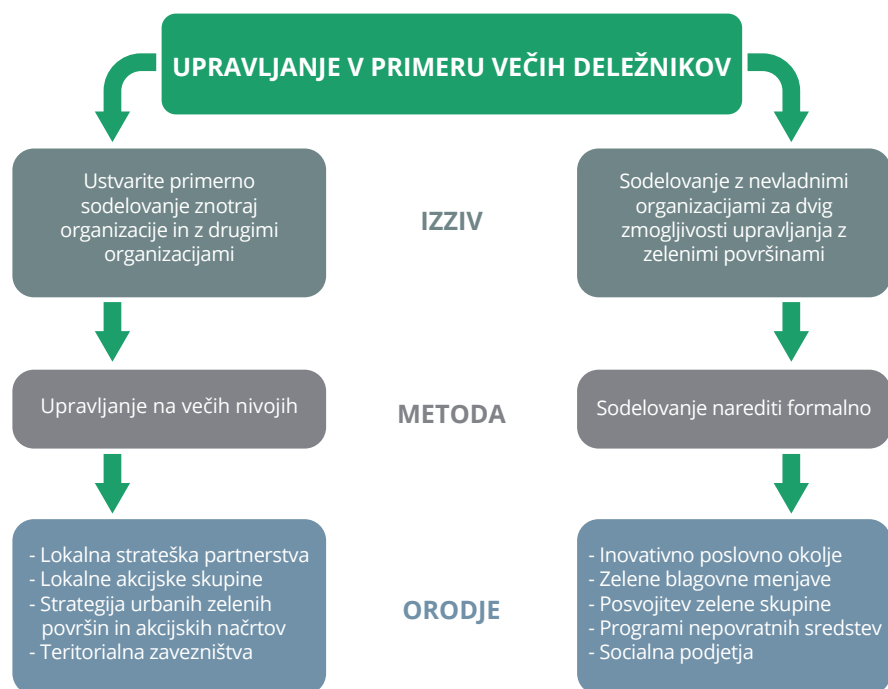 UPRAVLJANJE V PRIMERU VEČIH DELEŽNIKOV
Ustvarite primerno
sodelovanje znotraj
organizacije in z drugimi
organizacijami
IZZIV
Sodelovanje z nevladnimi
organizacijami za dvig
zmogljivosti upravljanja z
zelenimi površinami
Upravljanje na večih nivojih
METODA
Sodelovanje narediti formalno
- Lokalna strateška partnerstva
- Lokalne akcijske skupine
- Strategija urbanih zelenih
površin in akcijskih načrtov
- Teritorialna zavezništva
ORODJE
- Inovativno poslovno okolje
- Zelene blagovne menjave
- Posvojitev zelene skupine
- Programi nepovratnih sredstev
- Socialna podjetja